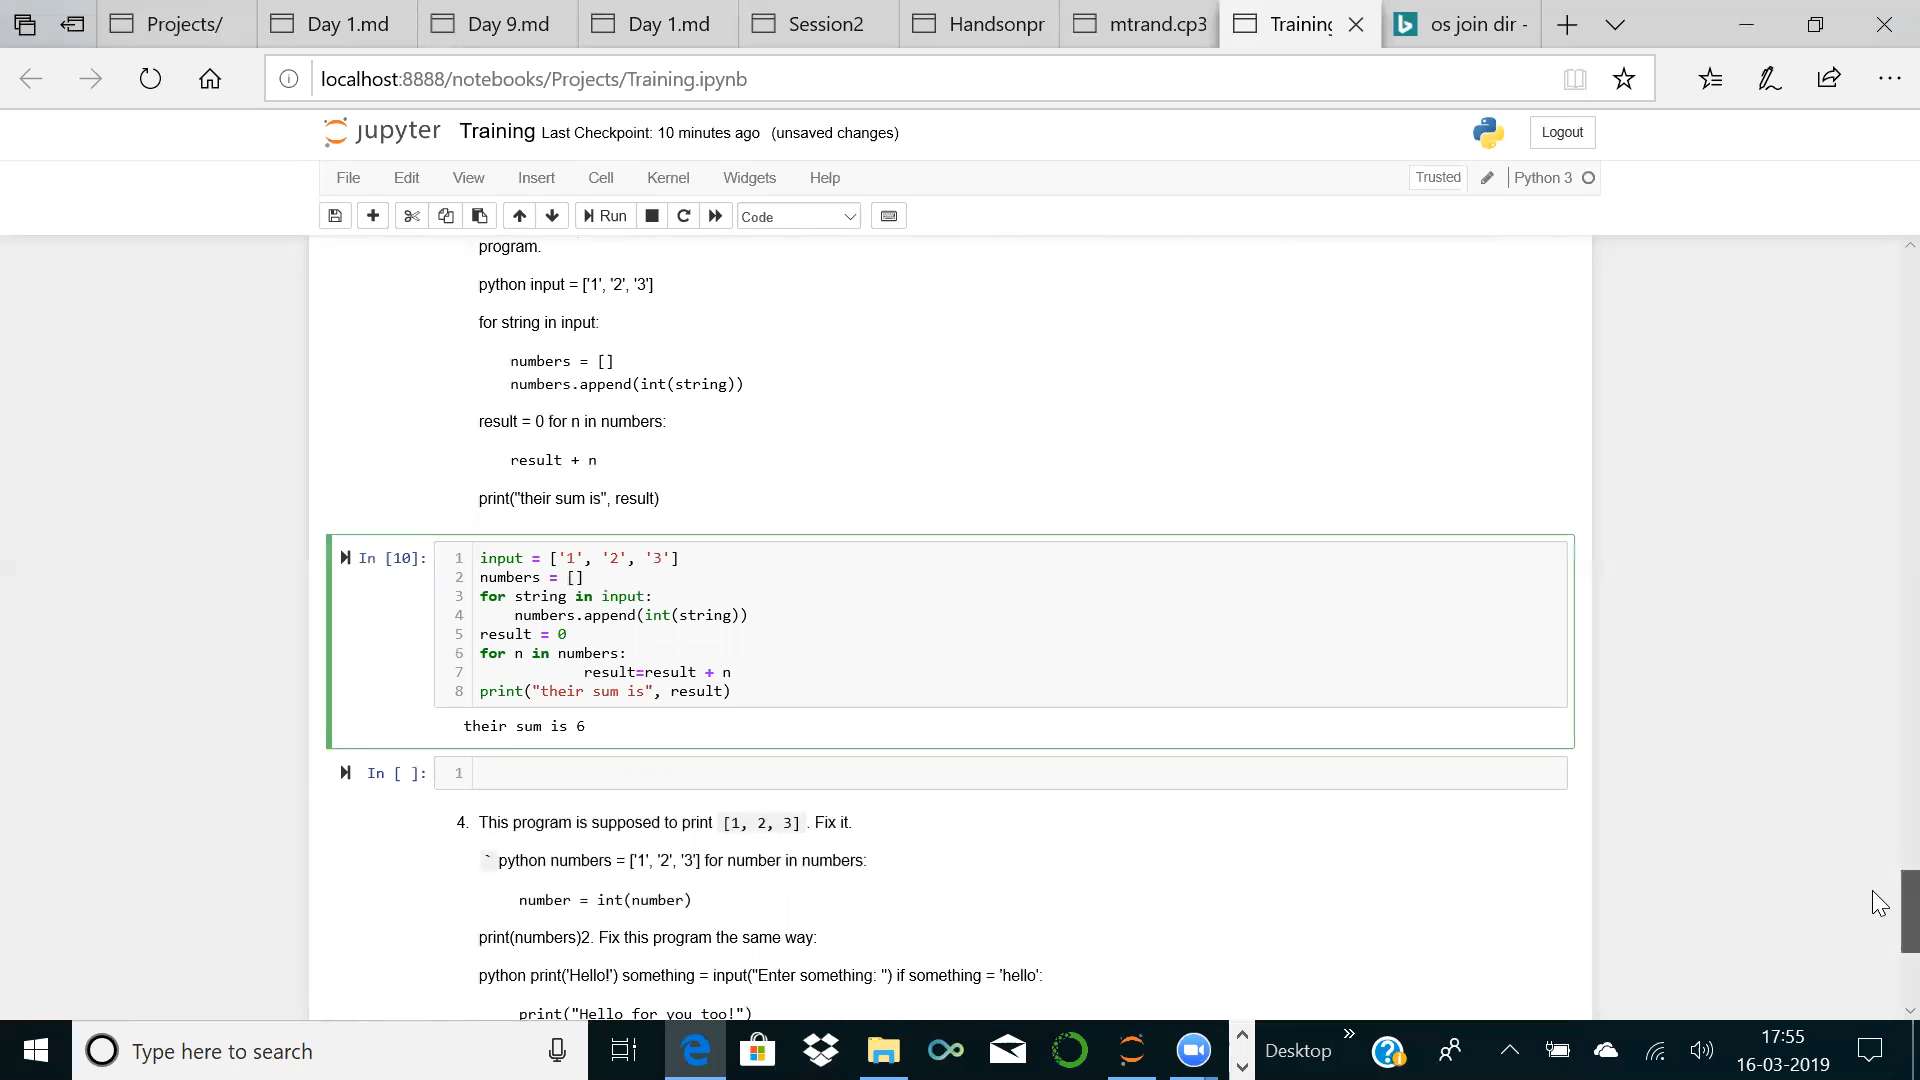 Projects/
Day 1.md
Day 9.md
Day 1.md
Session2
Handsonpr
mtrand.cp3
Training
os join dir -
localhost:8888/notebooks/Projects/Training.ipynb
jupyter Training Last Checkpoint: 10 minutes ago (unsaved changes)
Logout
File Edit View Insert Cell Kernel Widgets Help
Trusted
Python 3
Run
Code
program.
python input = ['1', '2', '3']
for string in input:
numbers = []
numbers.append(int(string))
result = 0 for n in numbers:
result + n
print("their sum is", result)
In [10]:
1 input = ['1', '2', '3']
2 numbers = []
3 for string in input:
4 numbers.append(int(string))
5 result = 0
6 for n in numbers:
7 result=result + n
8 print("their sum is", result)
their sum is 6
In [ ]: 1
4. This program is supposed to print [1, 2, 3] . Fix it.
` python numbers = ['1', '2', '3'] for number in numbers:
number = int(number)
print(numbers)2. Fix this program the same way:
python print('Hello!') something = input("Enter something: ") if something = 'hello':
print("Hello for you too!")
Type here to search
Desktop
17:55
16-03-2019